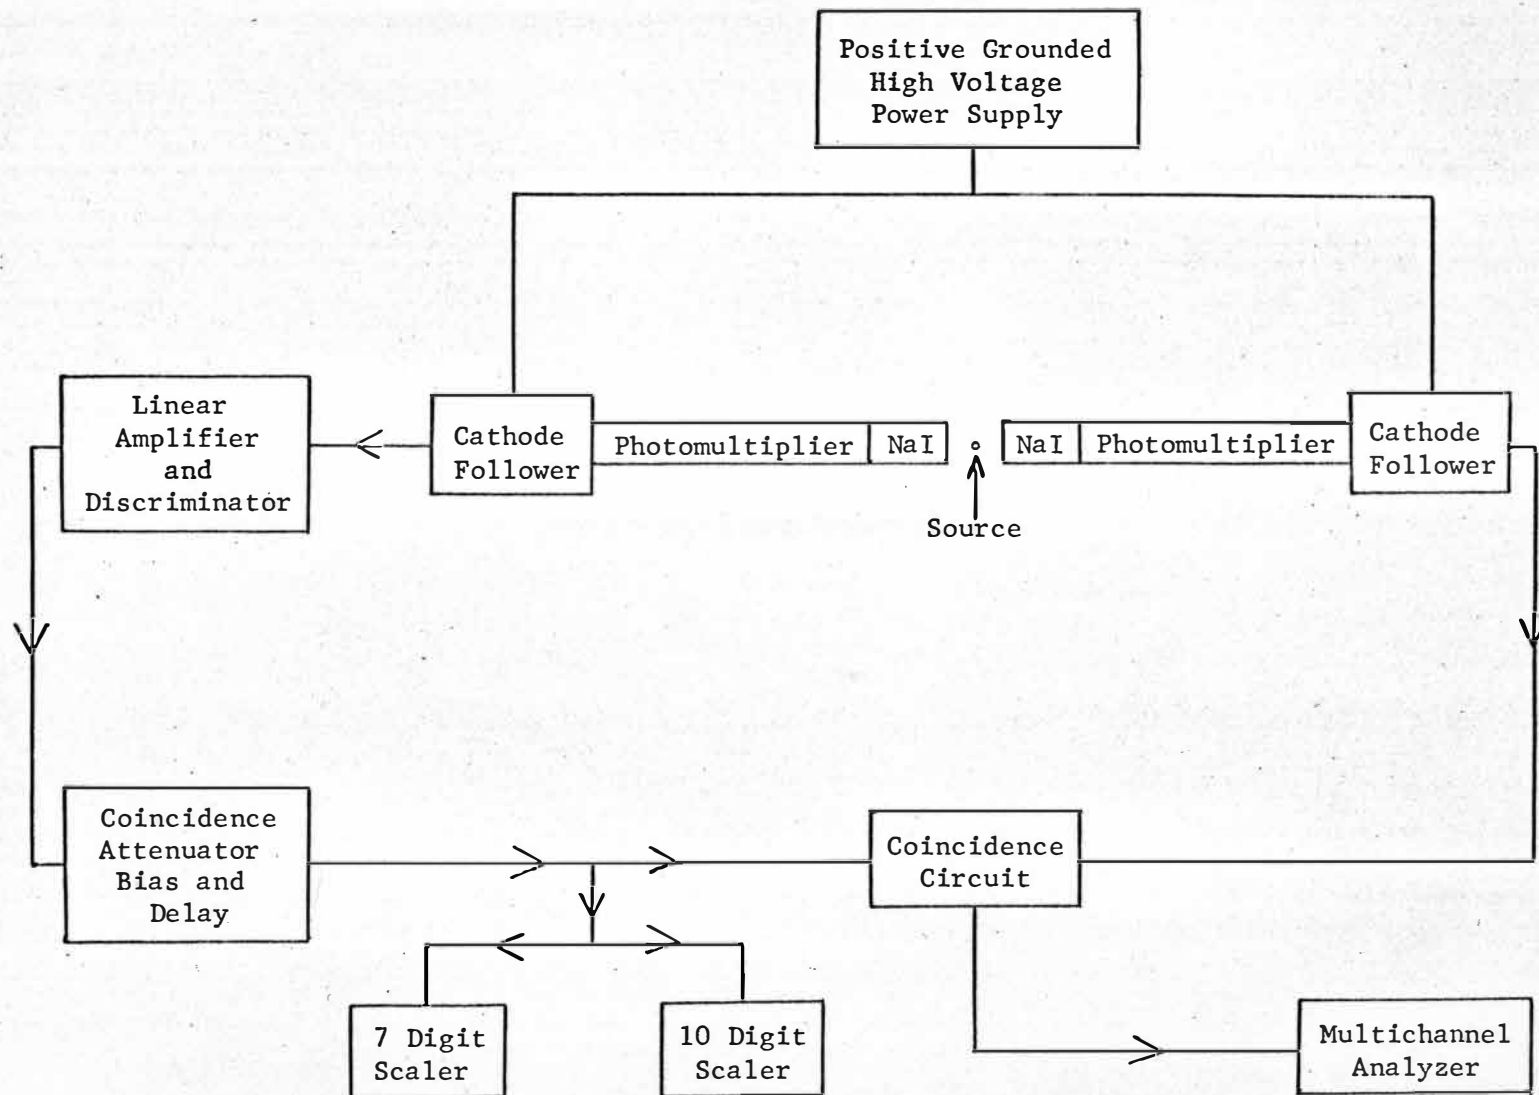 Positive Grounded
High Voltage
Power Supply
Linear
Amplifier
and
Discriminator
Cathode
Follower
Photomultiplier
NaI
NaI
Photomultiplier
Cathode
Follower
Source
Coincidence
Attenuator
Bias and
Delay
Coincidence
Circuit
7 Digit
Scaler
10 Digit
Scaler
Multichannel
Analyzer